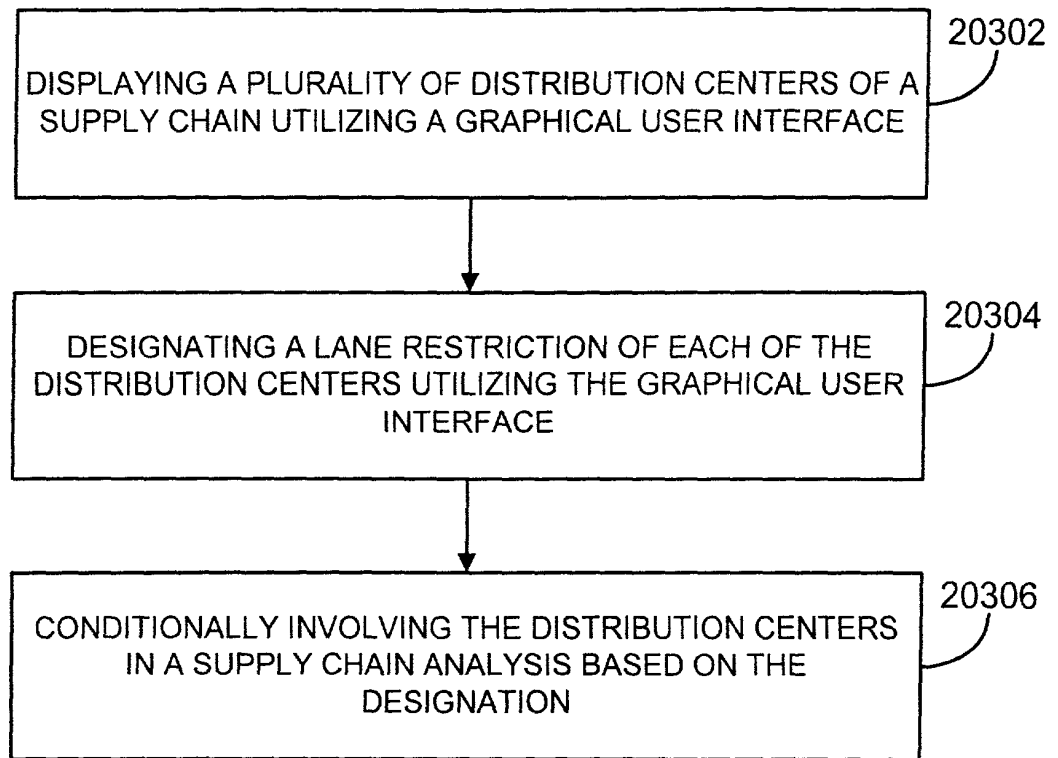 20302
DISPLAYING A PLURALITY OF DISTRIBUTION CENTERS OF A
SUPPLY CHAIN UTILIZING A GRAPHICAL USER INTERFACE
20304
DESIGNATING A LANE RESTRICTION OF EACH OF THE
DISTRIBUTION CENTERS UTILIZING THE GRAPHICAL USER
INTERFACE
20306
CONDITIONALLY INVOLVING THE DISTRIBUTION CENTERS
IN A SUPPLY CHAIN ANALYSIS BASED ON THE
DESIGNATION